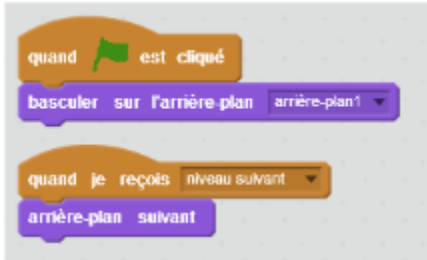 quand est cliqué
basculer sur l'arrière-plan arrière-plan1
quand je reçois niveau suivant
arrière-plan suivant